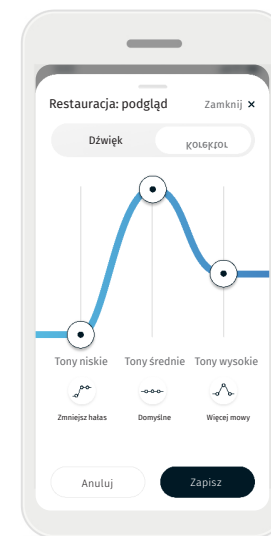 Restauracja: podgląd Zamknij ×
Dźwięk Korektor
Tony niskie Tony średnie Tony wysokie
Zmniejsz hałas Domyślne Więcej mowy
Anuluj Zapisz